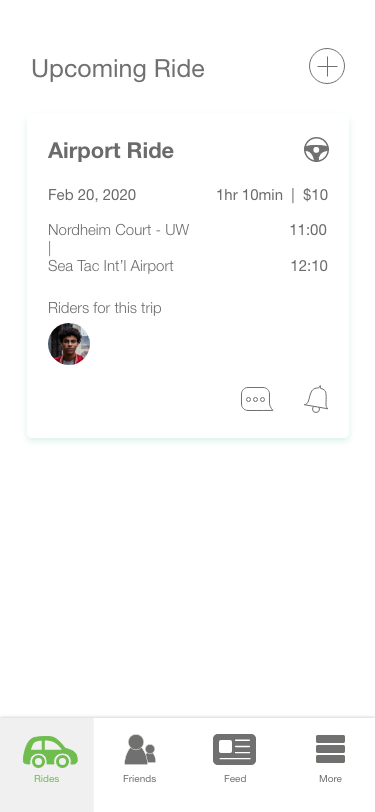 Upcoming Ride
Airport Ride
Feb 20, 2020 1hr 10min | $10
Nordheim Court - UW 11:00
|
Sea Tac Int'l Airport 12:10
Riders for this trip
Rides Friends Feed More